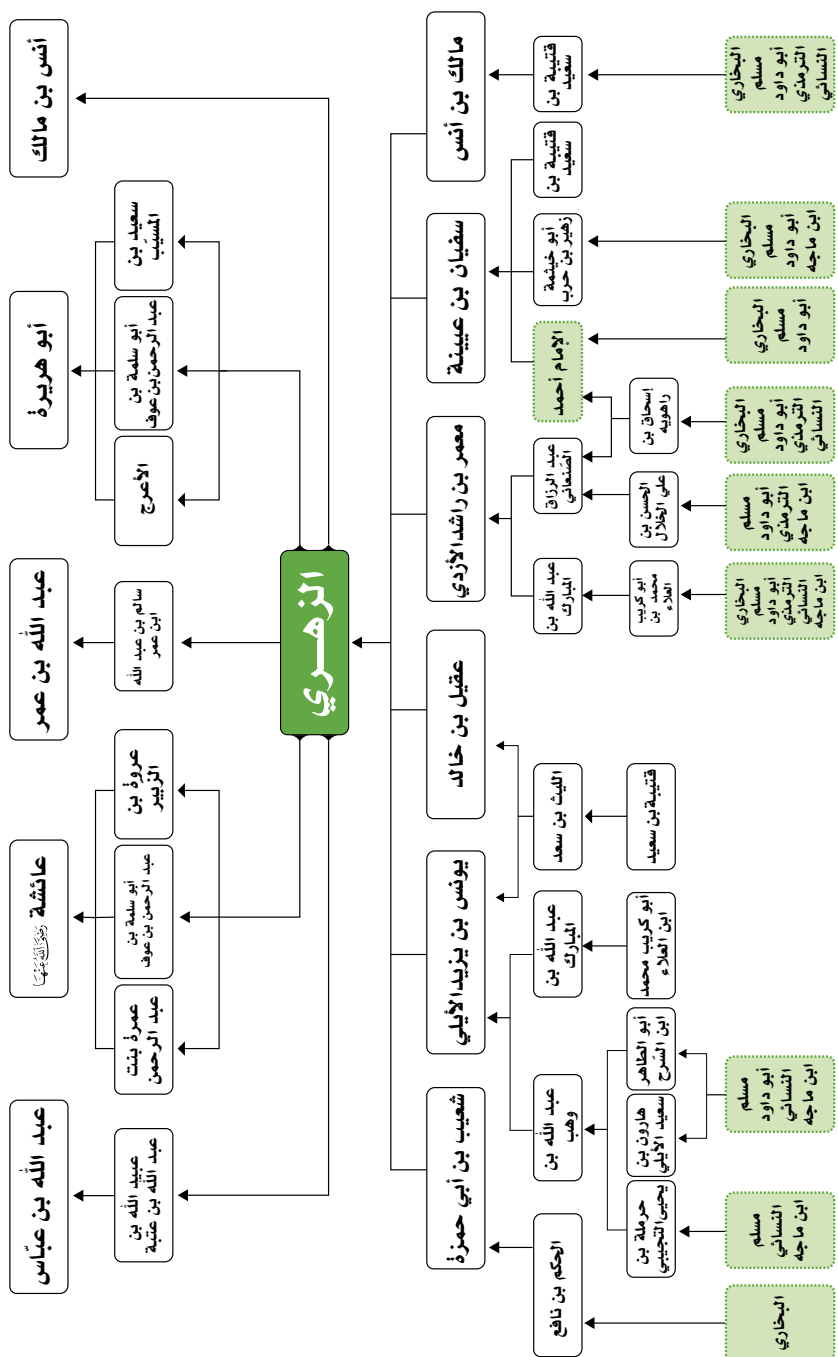 أنس بن مالك
أبو هريرة
عبد الله بن عمر
عائشة رَضِيَ اللَّهُ عَنْهَا
عبد الله بن عبّاس
سعيد بن
المسيّب
أبو سلمة بن
عبد الرحمن بن عوف
الأعرج
سالم بن عبد الله
ابن عمر
عروة بن
الزبير
أبو سلمة بن
عبد الرحمن بن عوف
عمرة بنت
عبد الرحمن
عبيد الله بن
عبد الله بن عتبة
الزهري
مالك بن أنس
سفيان بن عيينة
معمر بن راشد الأزدي
عقيل بن خالد
يونس بن يزيد الأيلي
شعيب بن أبي حمزة
قتيبة بن
سعيد
قتيبة بن
سعيد
أبو خيثمة
زهير بن حرب
الإمام أحمد
عبد الرزاق
الصنعاني
عبد الله بن
المبارك
الليث بن سعد
عبد الله بن
المبارك
عبد الله بن
وهب
الحكم بن نافع
إسحاق بن
راهويه
الحسن بن
علي الخلال
أبو كريب
محمد بن
العلاء
قتيبة بن سعيد
أبو كريب محمد
ابن العلاء
أبو الطاهر
ابن السرح
هارون بن
سعيد الأيلي
حرملة بن
يحيى التجيبي
البخاري
مسلم
أبو داود
الترمذي
النسائي
البخاري
مسلم
أبو داود
ابن ماجه
البخاري
مسلم
أبو داود
البخاري
مسلم
أبو داود
الترمذي
النسائي
مسلم
أبو داود
الترمذي
ابن ماجه
البخاري
مسلم
أبو داود
الترمذي
النسائي
ابن ماجه
مسلم
أبو داود
النسائي
ابن ماجه
مسلم
النسائي
ابن ماجه
البخاري